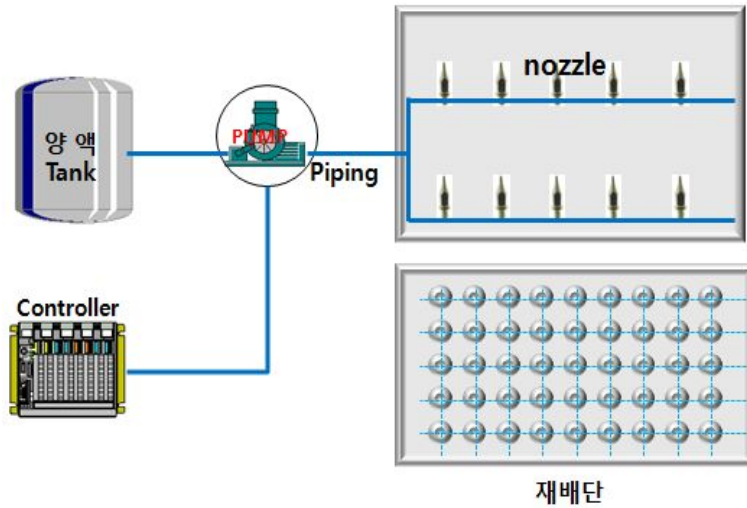 양 액
Tank
PUMP
Piping
nozzle
Controller
재배단